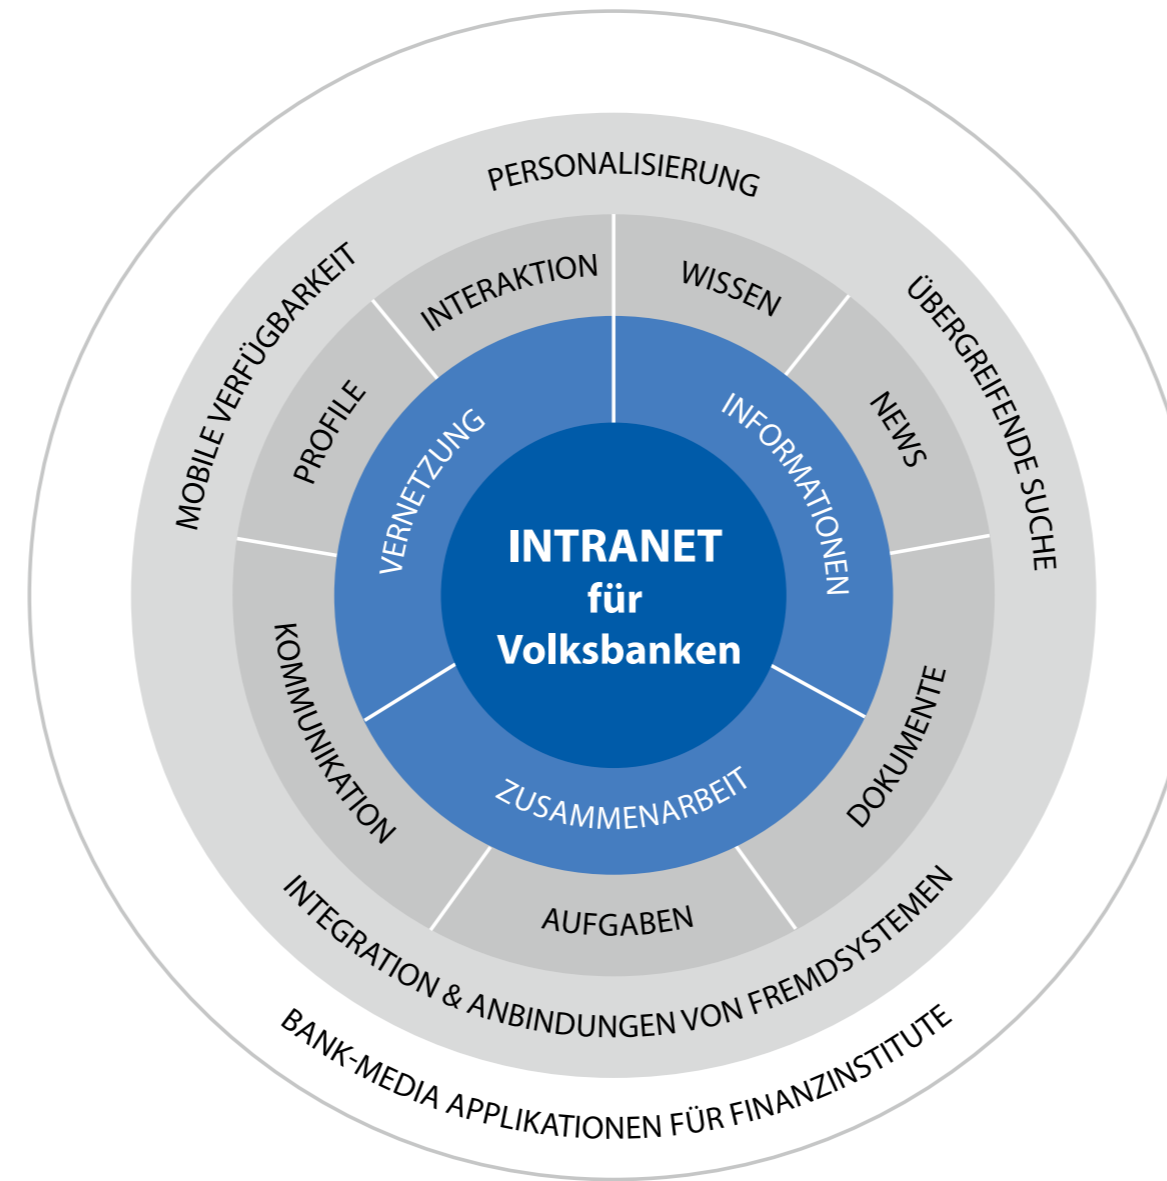 PERSONALISIERUNG
MOBILE VERFÜGBARKEIT
ÜBERGREIFENDE SUCHE
INTERAKTION
WISSEN
PROFILE
NEWS
VERNETZUNG
INFORMATIONEN
INTRANET
für
Volksbanken
KOMMUNIKATION
DOKUMENTE
ZUSAMMENARBEIT
AUFGABEN
INTEGRATION & ANBINDUNGEN VON FREMDSYSTEMEN
BANK-MEDIA APPLIKATIONEN FÜR FINANZINSTITUTE